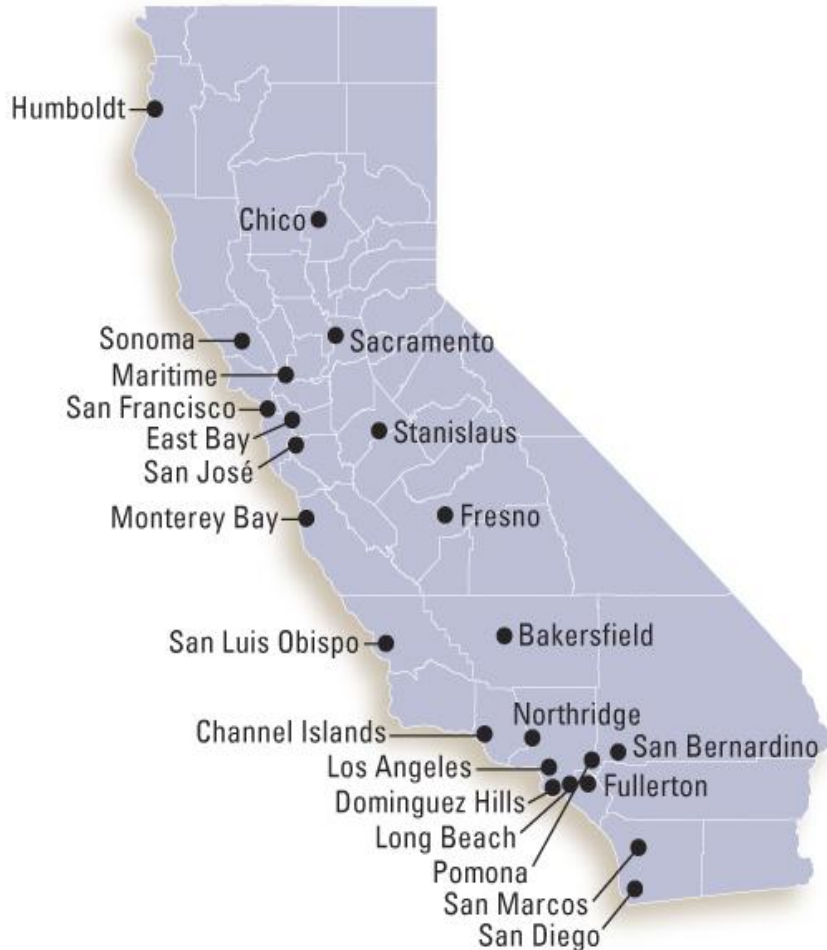 Humboldt
Chico
Sonoma
Sacramento
Maritime
San Francisco
East Bay
Stanislaus
San José
Monterey Bay
Fresno
San Luis Obispo
Bakersfield
Northridge
Channel Islands
San Bernardino
Los Angeles
Fullerton
Dominguez Hills
Long Beach
Pomona
San Marcos
San Diego